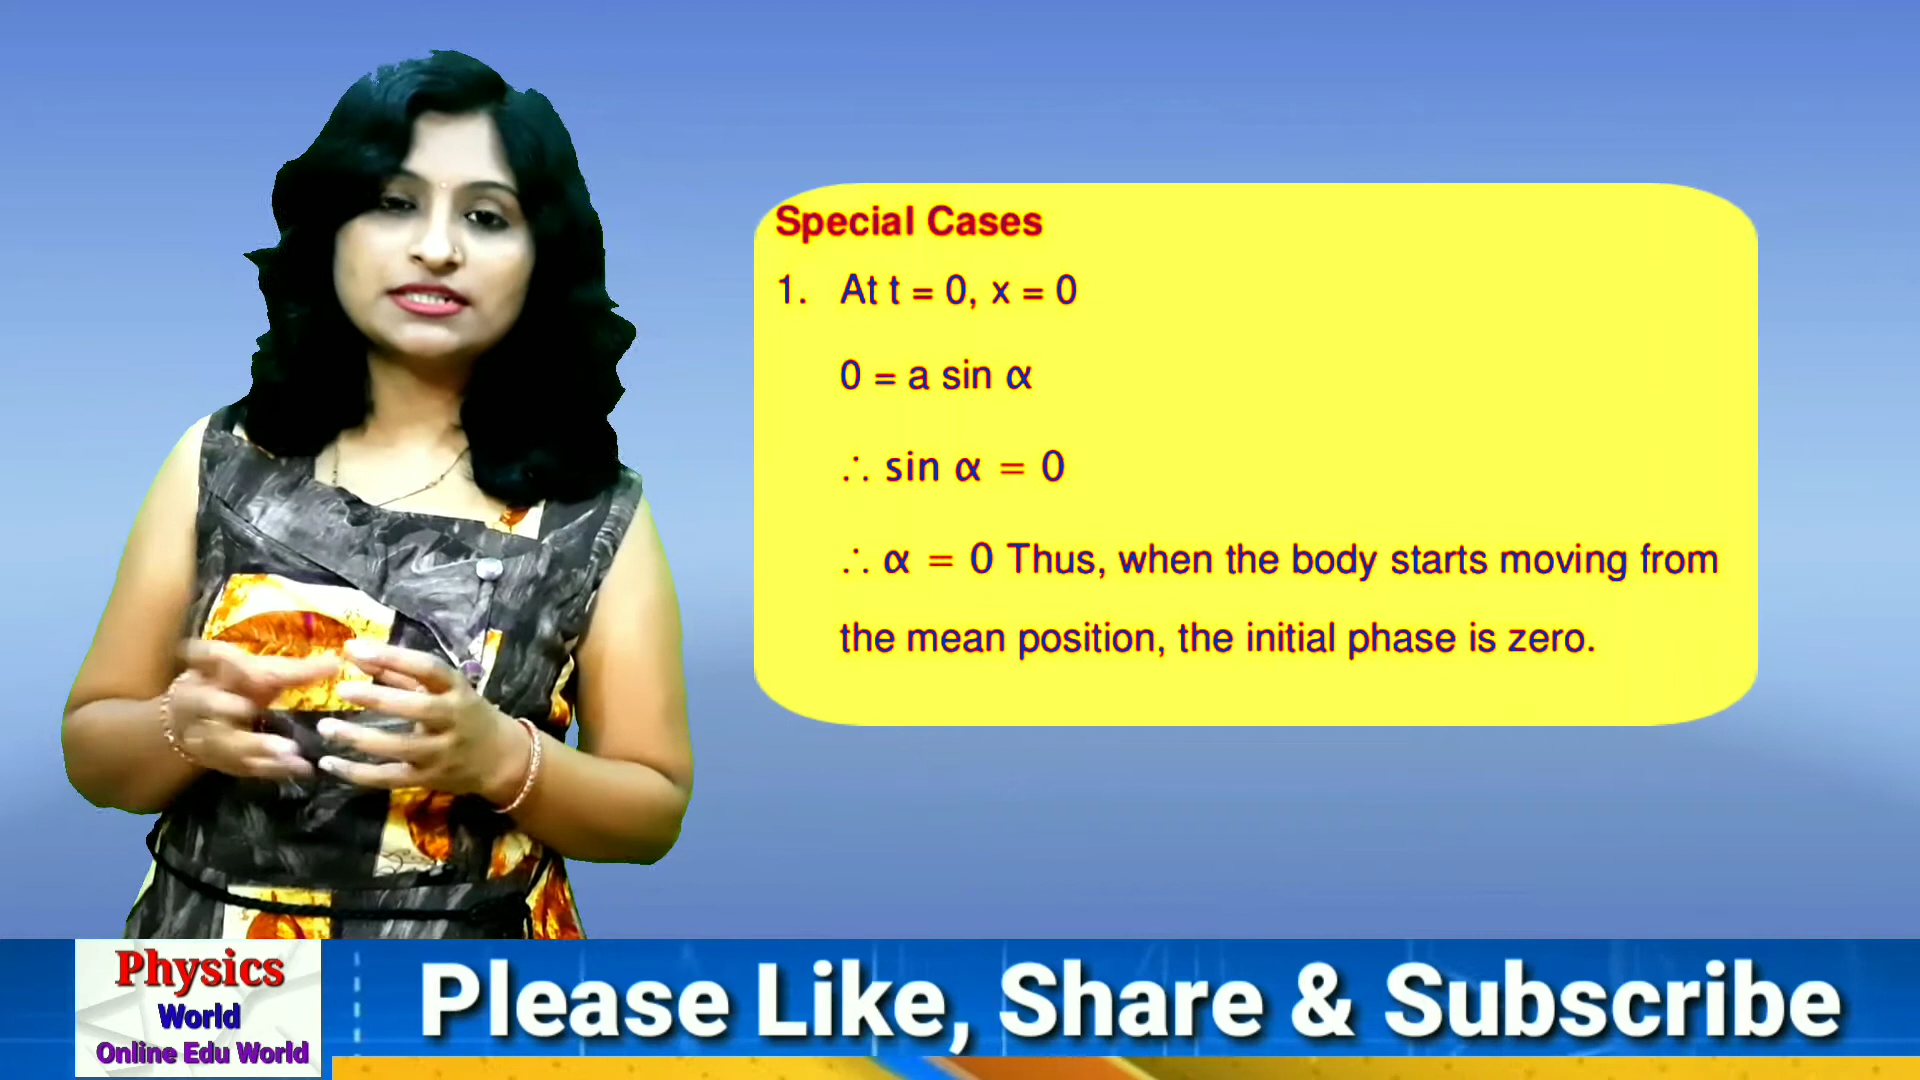 Special Cases
1. At t = 0, x = 0
0 = a sin α
∴ sin α = 0
∴ α = 0 Thus, when the body starts moving from
the mean position, the initial phase is zero.
Physics
World
Online Edu World
Please Like, Share & Subscribe